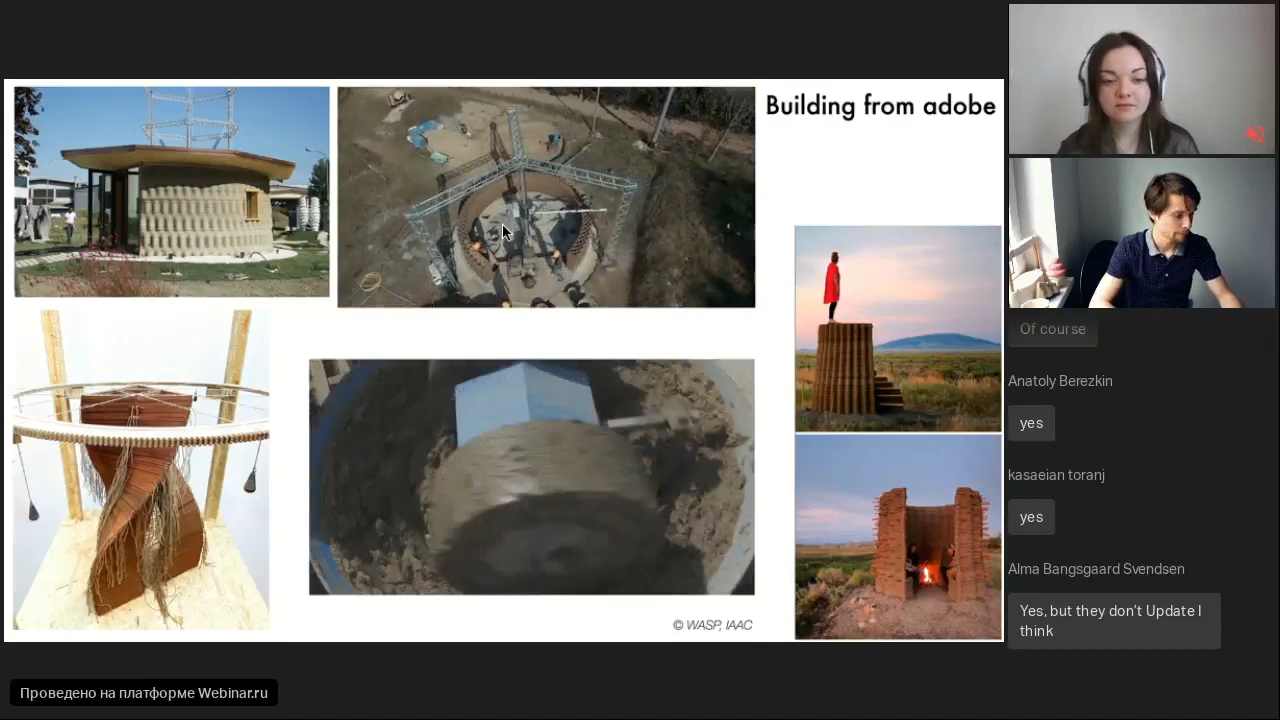 Building from adobe
© WASP, IAAC
Of course
Anatoly Berezkin
yes
kasaeian toranj
yes
Alma Bangsgaard Svendsen
Yes, but they don't Update I
think
Проведено на платформе Webinar.ru